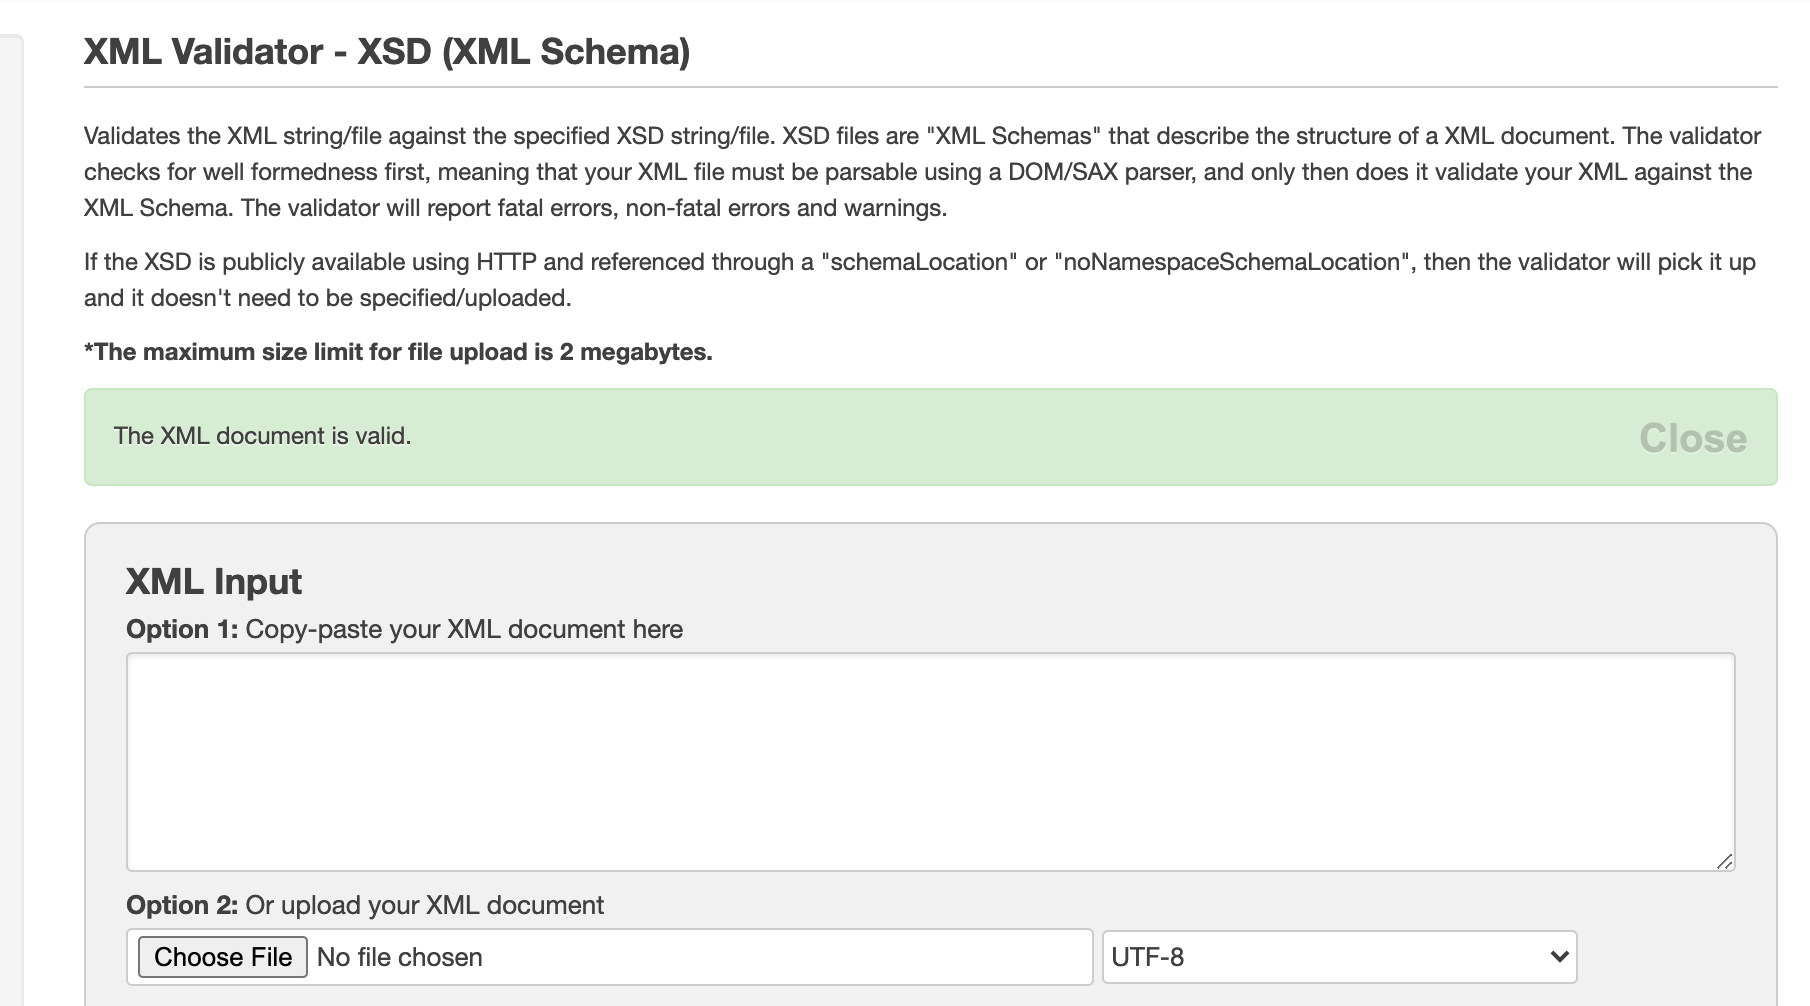 XML Validator - XSD (XML Schema)
Validates the XML string/file against the specified XSD string/file. XSD files are "XML Schemas" that describe the structure of a XML document. The validator
checks for well formedness first, meaning that your XML file must be parsable using a DOM/SAX parser, and only then does it validate your XML against the
XML Schema. The validator will report fatal errors, non-fatal errors and warnings.
If the XSD is publicly available using HTTP and referenced through a "schemaLocation" or "noNamespaceSchemaLocation", then the validator will pick it up
and it doesn't need to be specified/uploaded.
*The maximum size limit for file upload is 2 megabytes.
The XML document is valid. Close
XML Input
Option 1: Copy-paste your XML document here
Option 2: Or upload your XML document
Choose File No file chosen UTF-8